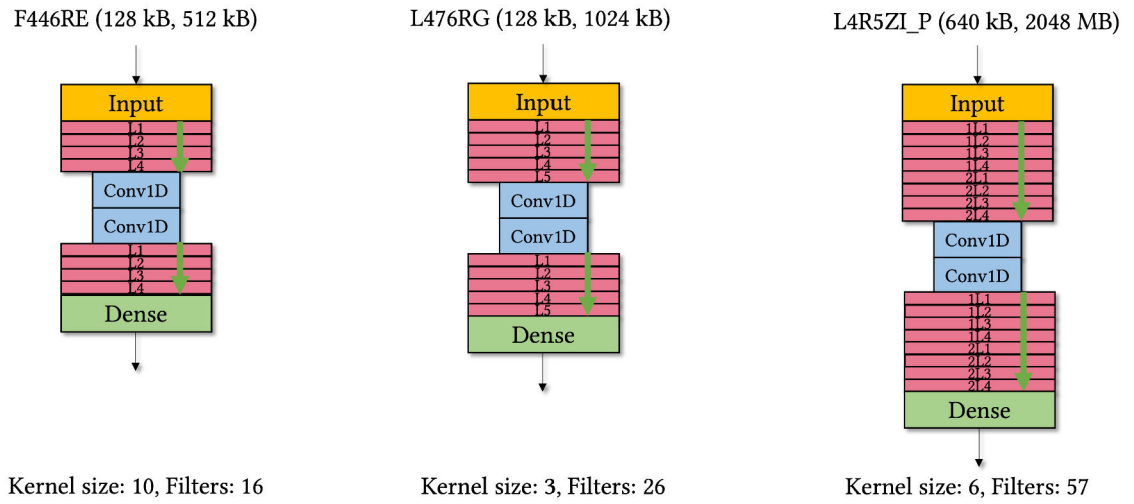 F446RE (128 kB, 512 kB)
Input
L1
L2
L3
L4
Conv1D
Conv1D
L1
L2
L3
L4
Dense
Kernel size: 10, Filters: 16
L476RG (128 kB, 1024 kB)
Input
L1
L2
L3
L4
L5
Conv1D
Conv1D
L1
L2
L3
L4
L5
Dense
Kernel size: 3, Filters: 26
L4R5ZI_P (640 kB, 2048 MB)
Input
1L1
1L2
1L3
1L4
2L1
2L2
2L3
2L4
Conv1D
Conv1D
1L1
1L2
1L3
1L4
2L1
2L2
2L3
2L4
Dense
Kernel size: 6, Filters: 57